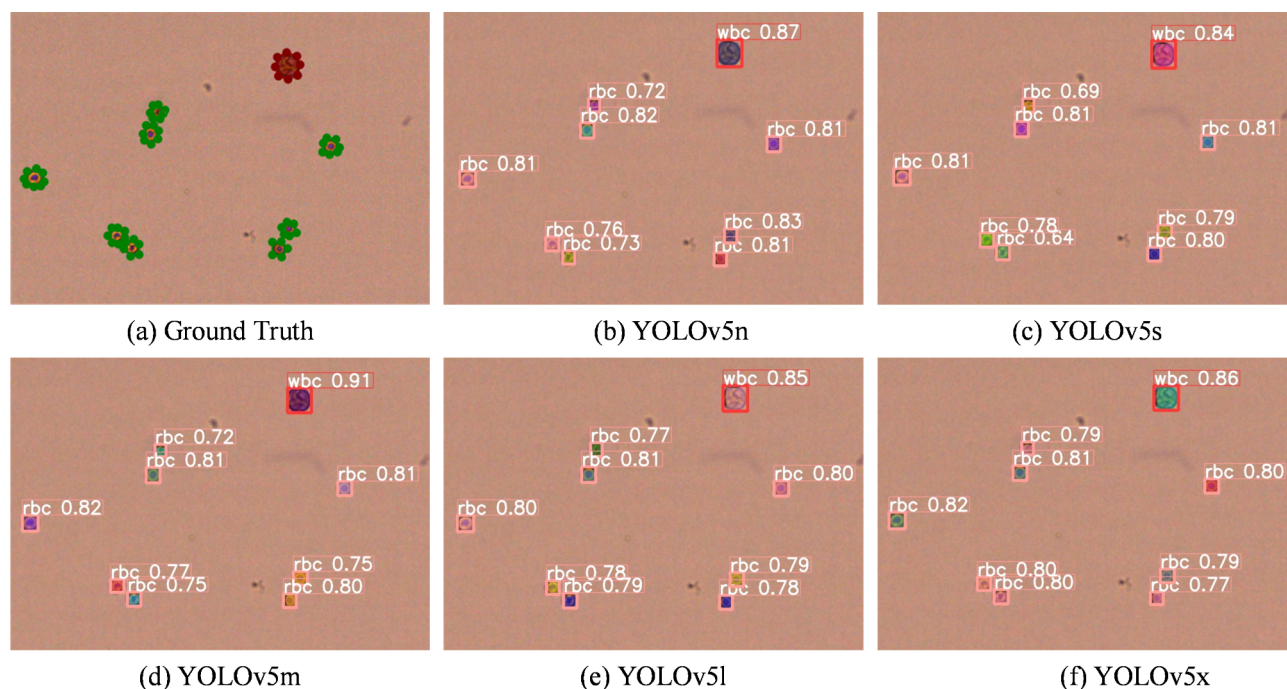 wbc 0.87
rbc 0.72
rbc 0.82
rbc 0.81
rbc 0.81
rbc 0.83
rbc 0.76
rbc 0.73
rbc 0.81
wbc 0.84
rbc 0.69
rbc 0.81
rbc 0.81
rbc 0.81
rbc 0.79
rbc 0.78
rbc 0.64
rbc 0.80
(a) Ground Truth
(b) YOLOv5n
(c) YOLOv5s
wbc 0.91
rbc 0.72
rbc 0.81
rbc 0.81
rbc 0.82
rbc 0.75
rbc 0.77
rbc 0.75
rbc 0.80
wbc 0.85
rbc 0.77
rbc 0.81
rbc 0.80
rbc 0.80
rbc 0.79
rbc 0.78
rbc 0.79
rbc 0.78
wbc 0.86
rbc 0.79
rbc 0.81
rbc 0.80
rbc 0.82
rbc 0.79
rbc 0.80
rbc 0.80
rbc 0.77
(d) YOLOv5m
(e) YOLOv5l
(f) YOLOv5x